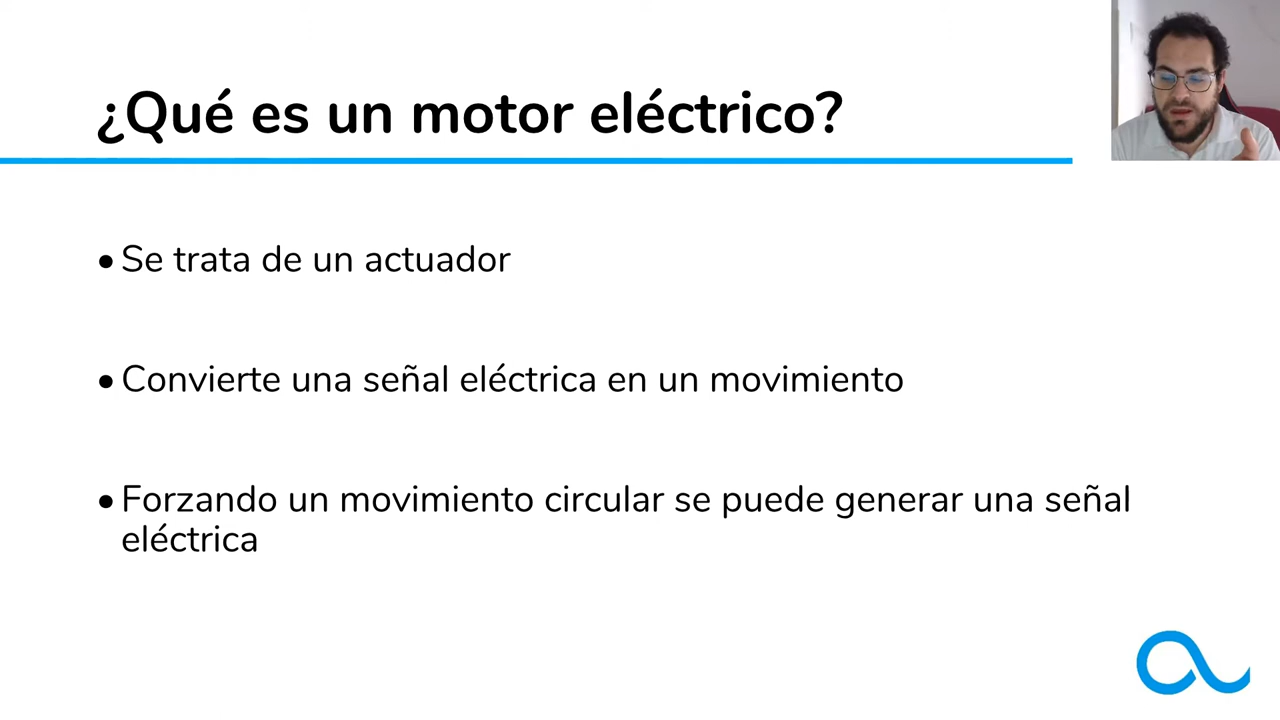 ¿Qué es un motor eléctrico?
• Se trata de un actuador
• Convierte una señal eléctrica en un movimiento
• Forzando un movimiento circular se puede generar una señal
eléctrica